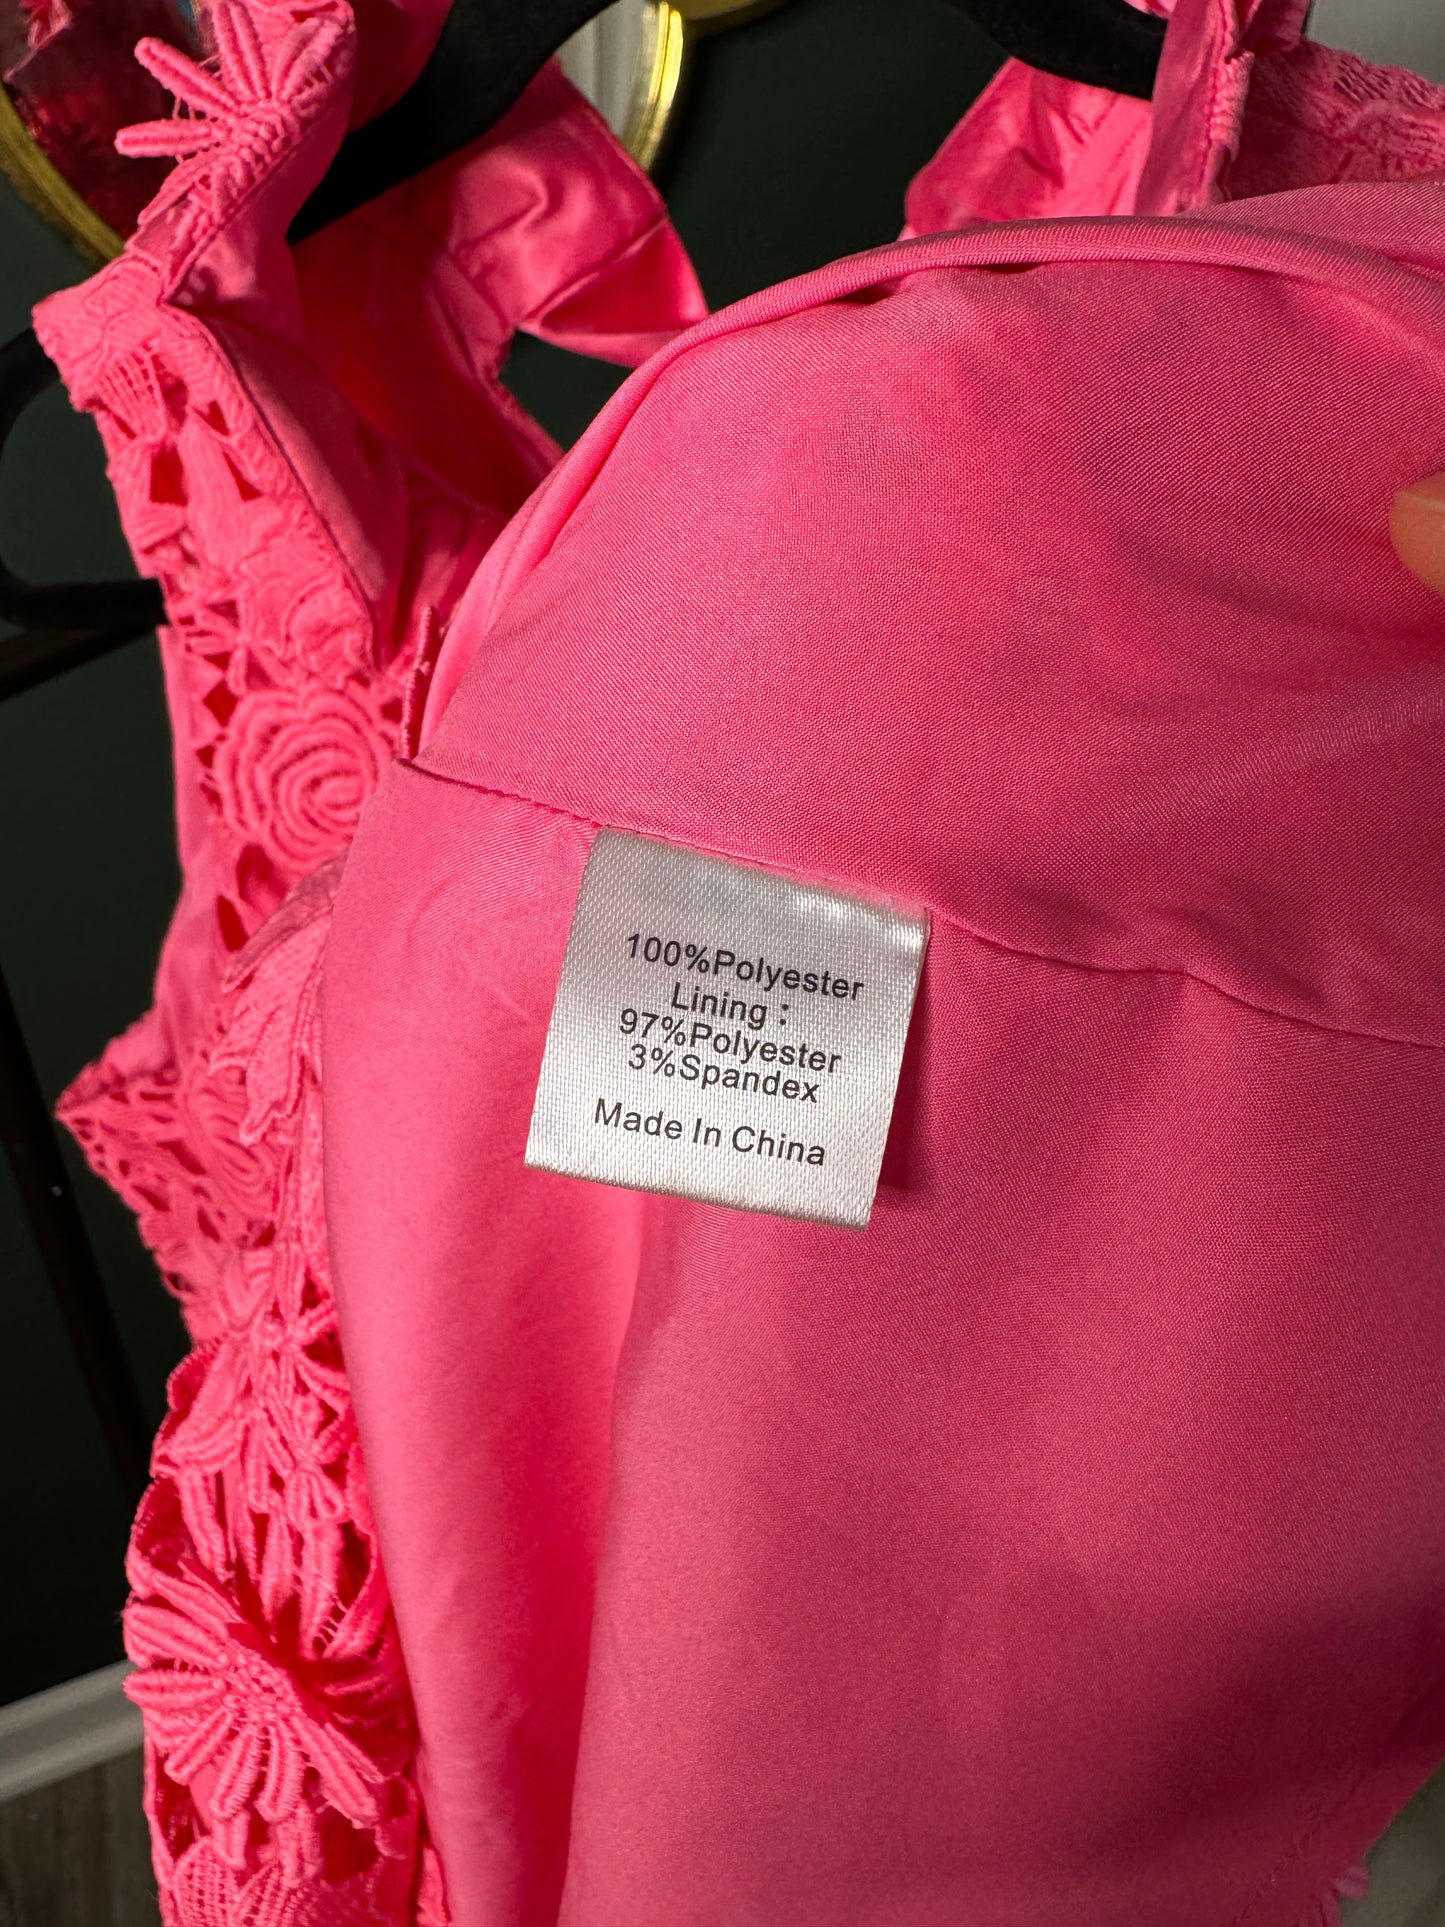 100%Polyester
Lining :
97%Polyester
3%Spandex
Made In China